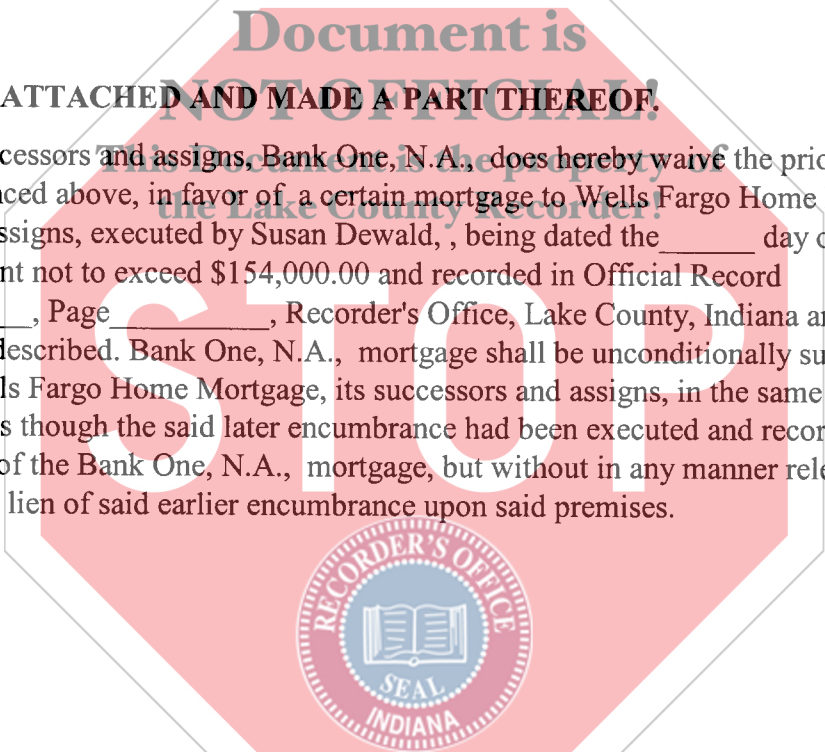 Document is
NOT OFFICIAL!
ATTACHED AND MADE A PART THEREOF.
This Document is the property of
cessors and assigns, Bank One, N.A., does hereby waive the prio
the Lake County Recorder!
ced above, in favor of a certain mortgage to Wells Fargo Home
ssigns, executed by Susan Dewald, , being dated the_______ day o
nt not to exceed $154,000.00 and recorded in Official Record
__, Page____________, Recorder's Office, Lake County, Indiana a
escribed. Bank One, N.A., mortgage shall be unconditionally su
ls Fargo Home Mortgage, its successors and assigns, in the same
s though the said later encumbrance had been executed and recor
of the Bank One, N.A., mortgage, but without in any manner rele
lien of said earlier encumbrance upon said premises.
STOP
RECORDER'S OFFICE
SEAL
INDIANA